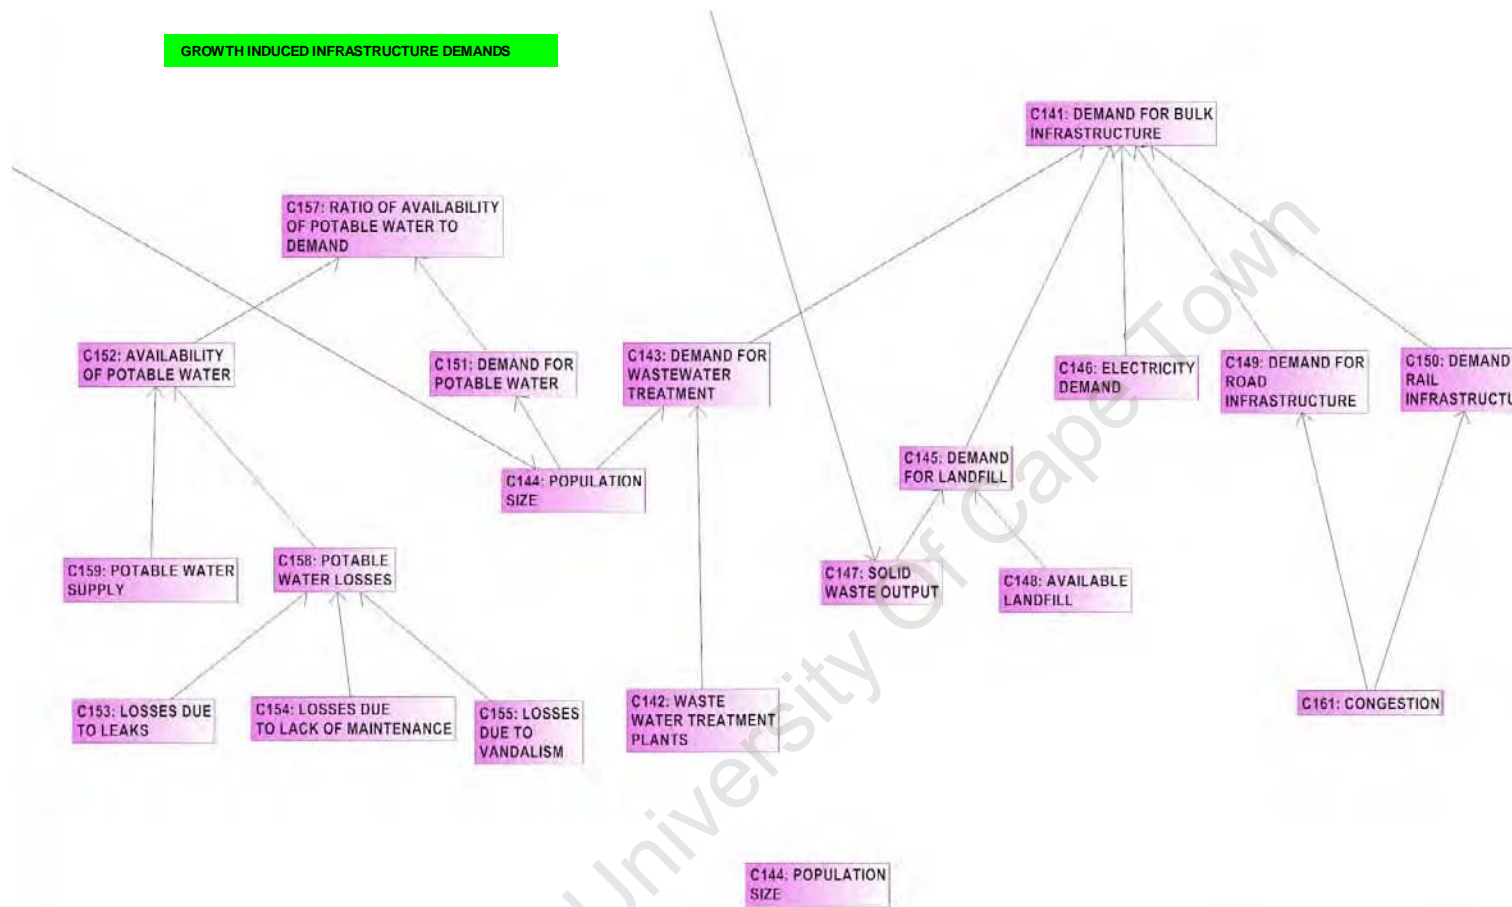 GROWTH INDUCED INFRASTRUCTURE DEMANDS
C141: DEMAND FOR BULK
INFRASTRUCTURE
C157: RATIO OF AVAILABILITY
OF POTABLE WATER TO
DEMAND
C152: AVAILABILITY
OF POTABLE WATER
C151: DEMAND FOR
POTABLE WATER
C143: DEMAND FOR
WASTEWATER
TREATMENT
C146: ELECTRICITY
DEMAND
C149: DEMAND FOR
ROAD
INFRASTRUCTURE
C150: DEMAND
RAIL
INFRASTRUCTU
C144: POPULATION
SIZE
C145: DEMAND
FOR LANDFILL
C159: POTABLE WATER
SUPPLY
C158: POTABLE
WATER LOSSES
C147: SOLID
WASTE OUTPUT
C148: AVAILABLE
LANDFILL
C153: LOSSES DUE
TO LEAKS
C154: LOSSES DUE
TO LACK OF MAINTENANCE
C155: LOSSES
DUE TO
VANDALISM
C142: WASTE
WATER TREATMENT
PLANTS
C161: CONGESTION
C144: POPULATION
SIZE
University Of Cape Town